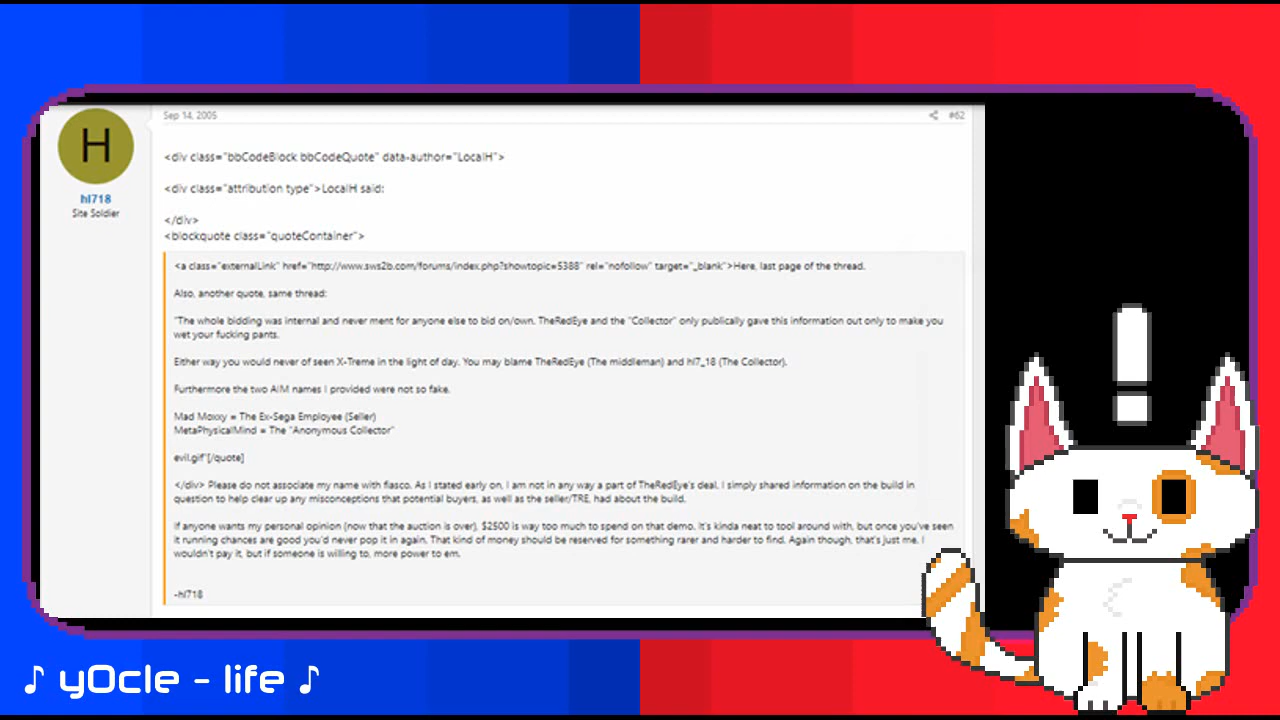 Sep 14, 2005
#62
H
hl718
Site Soldier
<div class="bbCodeBlock bbCodeQuote" data-author="LocalH">
<div class="attribution type">LocalH said:
</div>
<blockquote class="quoteContainer">
<a class="externalLink" href="http://www.sws2b.com/forums/index.php?showtopic=5388" rel="nofollow" target="_blank">Here, last page of the thread.
Also, another quote, same thread:
"The whole bidding was internal and never ment for anyone else to bid on/own. TheRedEye and the "Collector" only publically gave this information out only to make you
wet your fucking pants.
Either way you would never of seen X-Treme in the light of day. You may blame TheRedEye (The middleman) and hl7_18 (The Collector).
Furthermore the two AIM names I provided were not so fake.
Mad Moxxy = The Ex-Sega Employee (Seller)
MetaPhysicalMind = The "Anonymous Collector"
evil.gif"[/quote]
</div> Please do not associate my name with fiasco. As I stated early on, I am not in any way a part of TheRedEye's deal. I simply shared information on the build in
question to help clear up any misconceptions that potential buyers, as well as the seller/TRE, had about the build.
If anyone wants my personal opinion (now that the auction is over), $2500 is way too much to spend on that demo. It's kinda neat to tool around with, but once you've seen
it running chances are good you'd never pop it in again. That kind of money should be reserved for something rarer and harder to find. Again though, that's just me. I
wouldn't pay it, but if someone is willing to, more power to em.
-hl718
♪ yOcle - life ♪